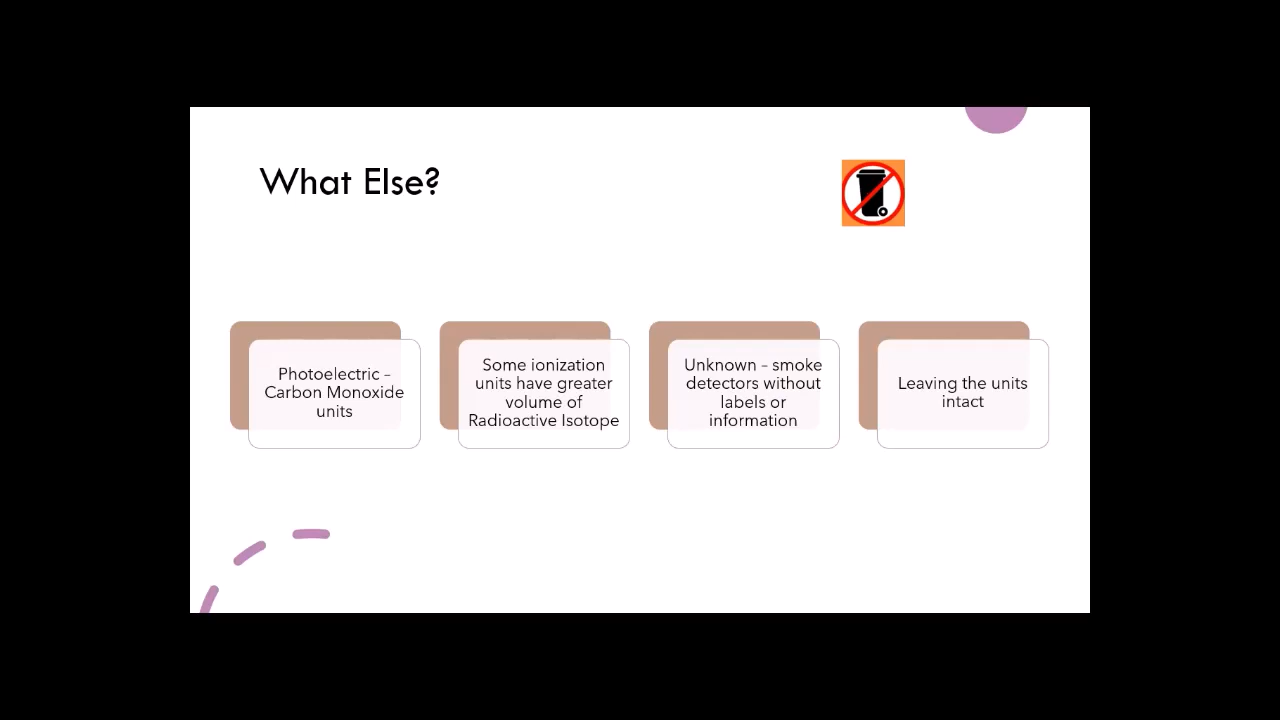 What Else?
Photoelectric –
Carbon Monoxide
units
Some ionization
units have greater
volume of
Radioactive Isotope
Unknown – smoke
detectors without
labels or
information
Leaving the units
intact